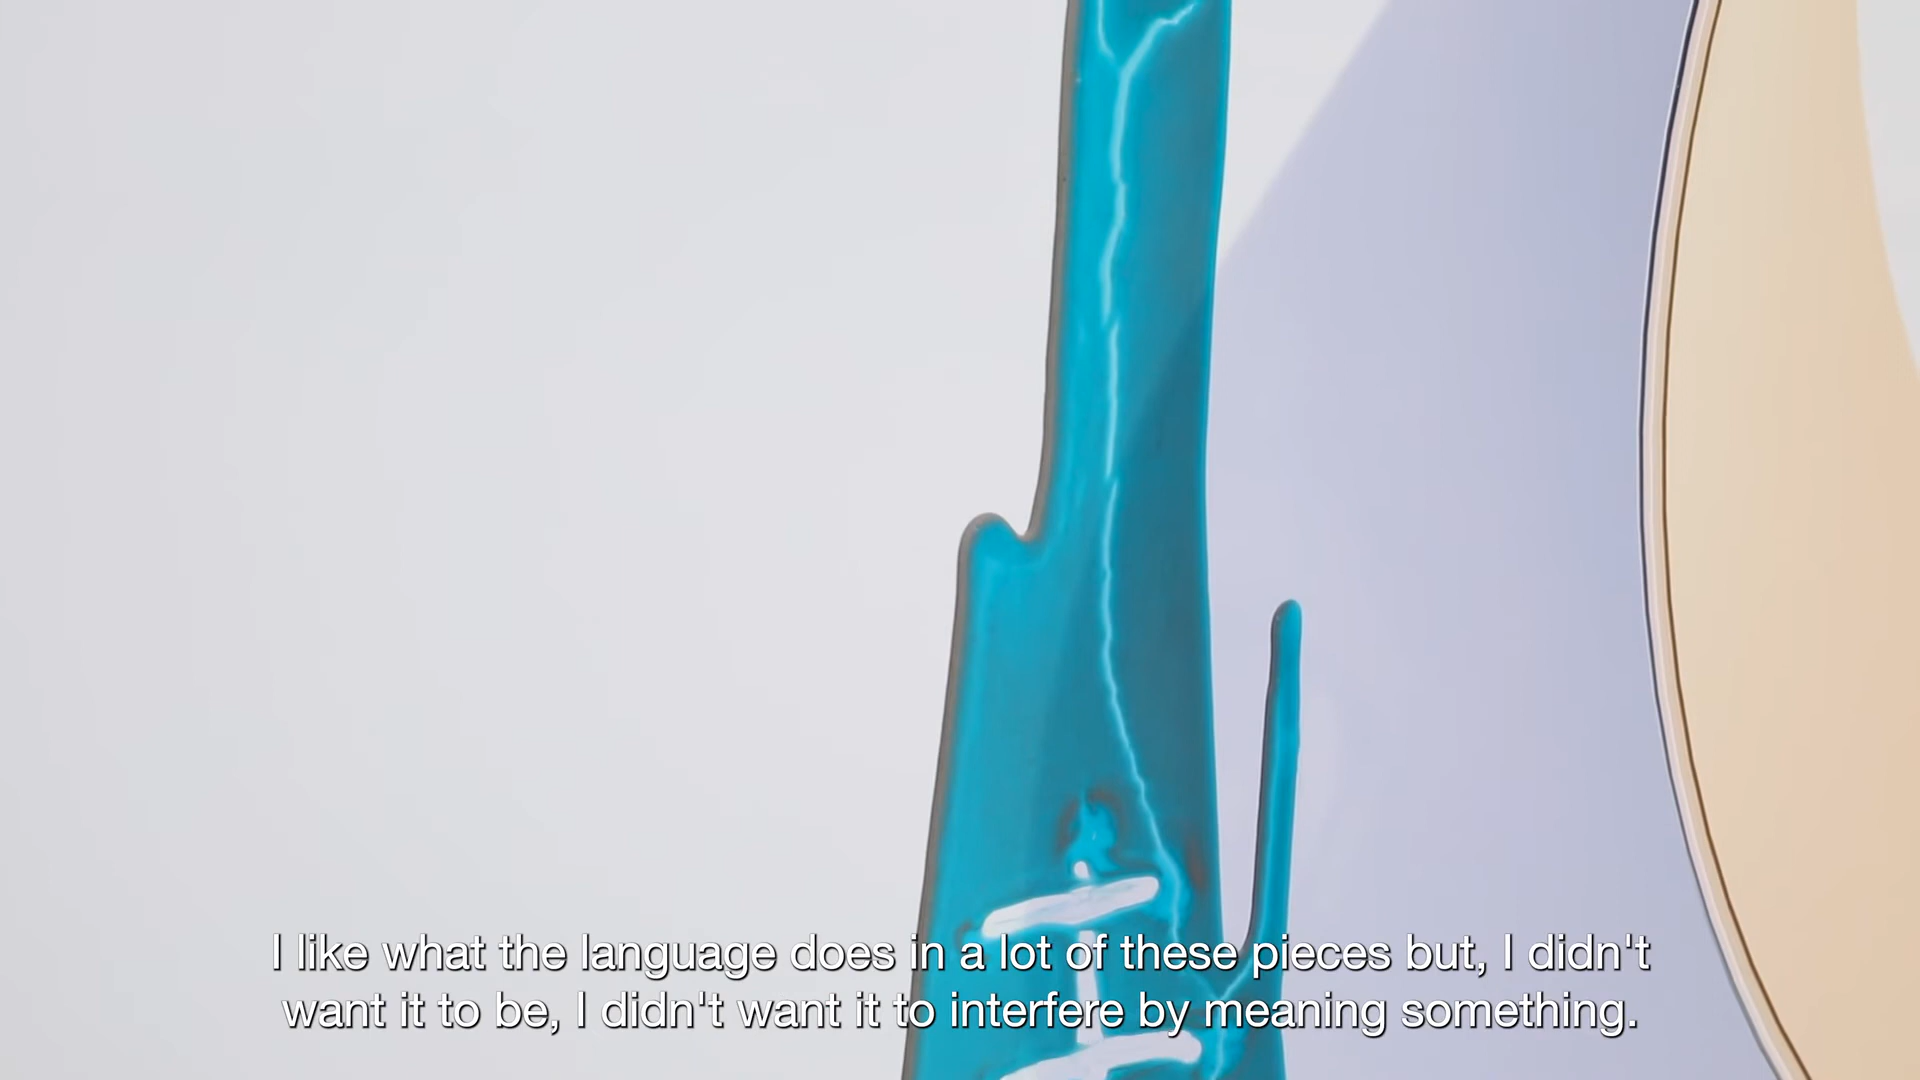 I like what the language does in a lot of these pieces but, I didn't
want it to be, I didn't want it to interfere by meaning something.